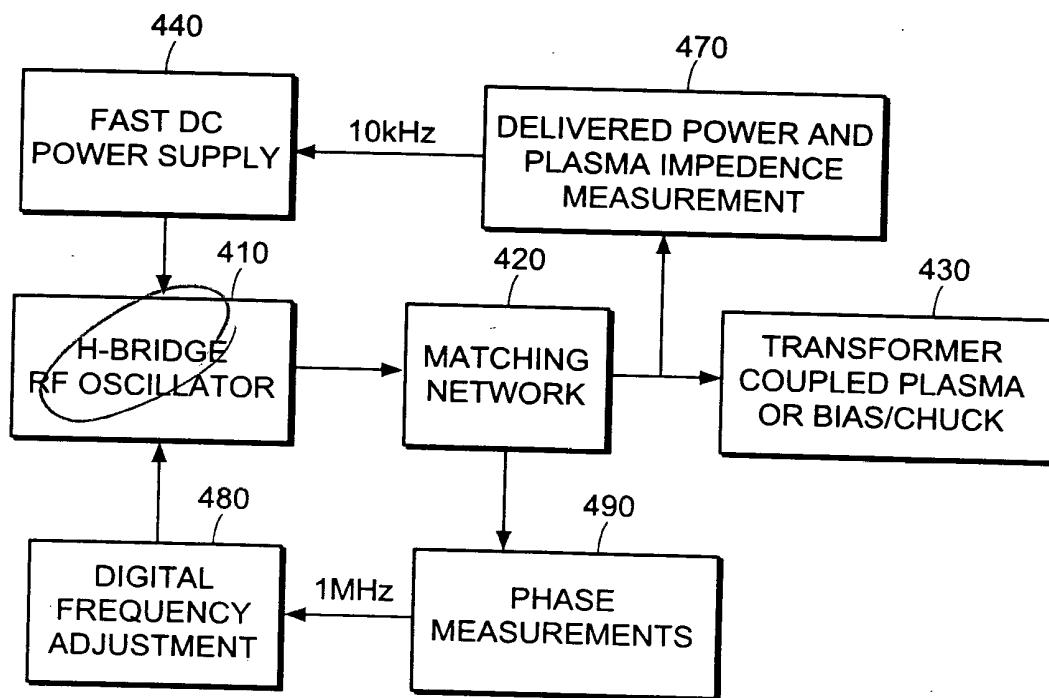 440
FAST DC
POWER SUPPLY
10kHz
470
DELIVERED POWER AND
PLASMA IMPEDENCE
MEASUREMENT
410
H-BRIDGE
RF OSCILLATOR
420
MATCHING
NETWORK
430
TRANSFORMER
COUPLED PLASMA
OR BIAS/CHUCK
480
DIGITAL
FREQUENCY
ADJUSTMENT
1MHz
490
PHASE
MEASUREMENTS